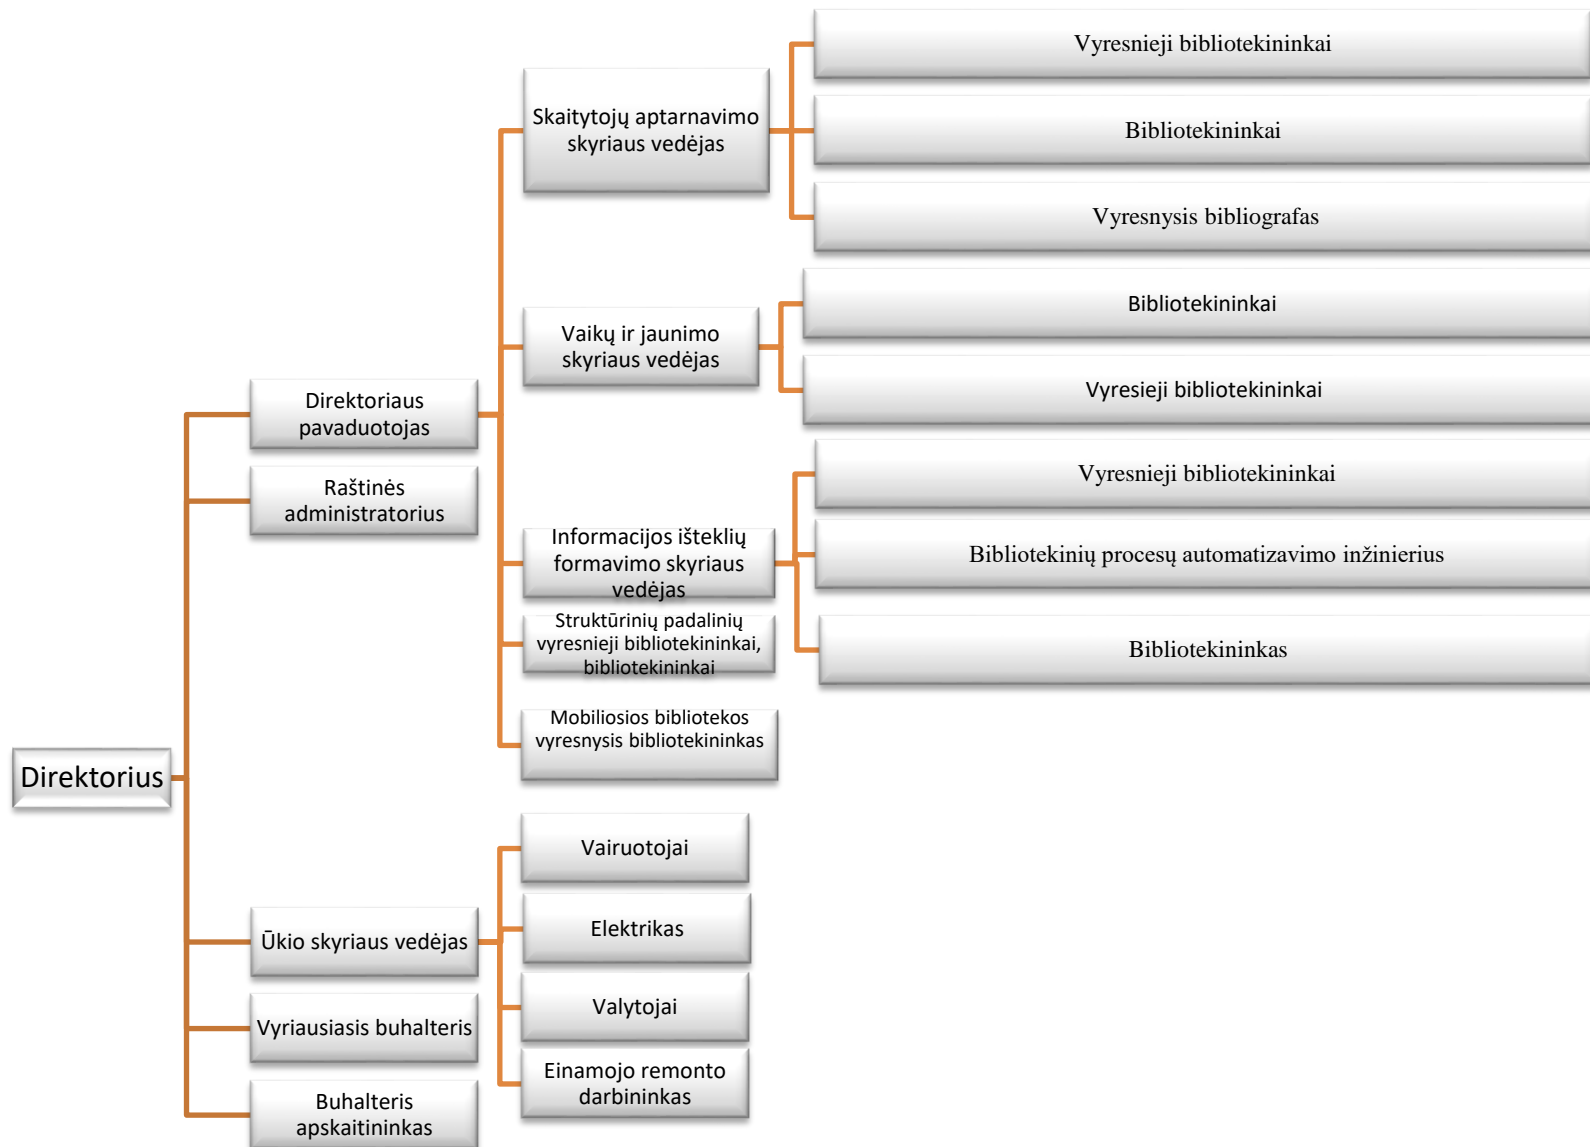 Vyresnieji bibliotekininkai
Skaitytojų aptarnavimo
skyriaus vedėjas
Bibliotekininkai
Vyresnysis bibliografas
Bibliotekininkai
Vaikų ir jaunimo
skyriaus vedėjas
Vyresieji bibliotekininkai
Direktoriaus
pavaduotojas
Raštinės
administratorius
Vyresnieji bibliotekininkai
Informacijos išteklių
formavimo skyriaus
vedėjas
Bibliotekinių procesų automatizavimo inžinierius
Struktūrinių padalinių
vyresnieji bibliotekininkai,
bibliotekininkai
Bibliotekininkas
Mobiliosios bibliotekos
vyresnysis bibliotekininkas
Direktorius
Vairuotojai
Elektrikas
Ūkio skyriaus vedėjas
Valytojai
Vyriausiasis buhalteris
Einamojo remonto
darbininkas
Buhalteris
apskaitininkas